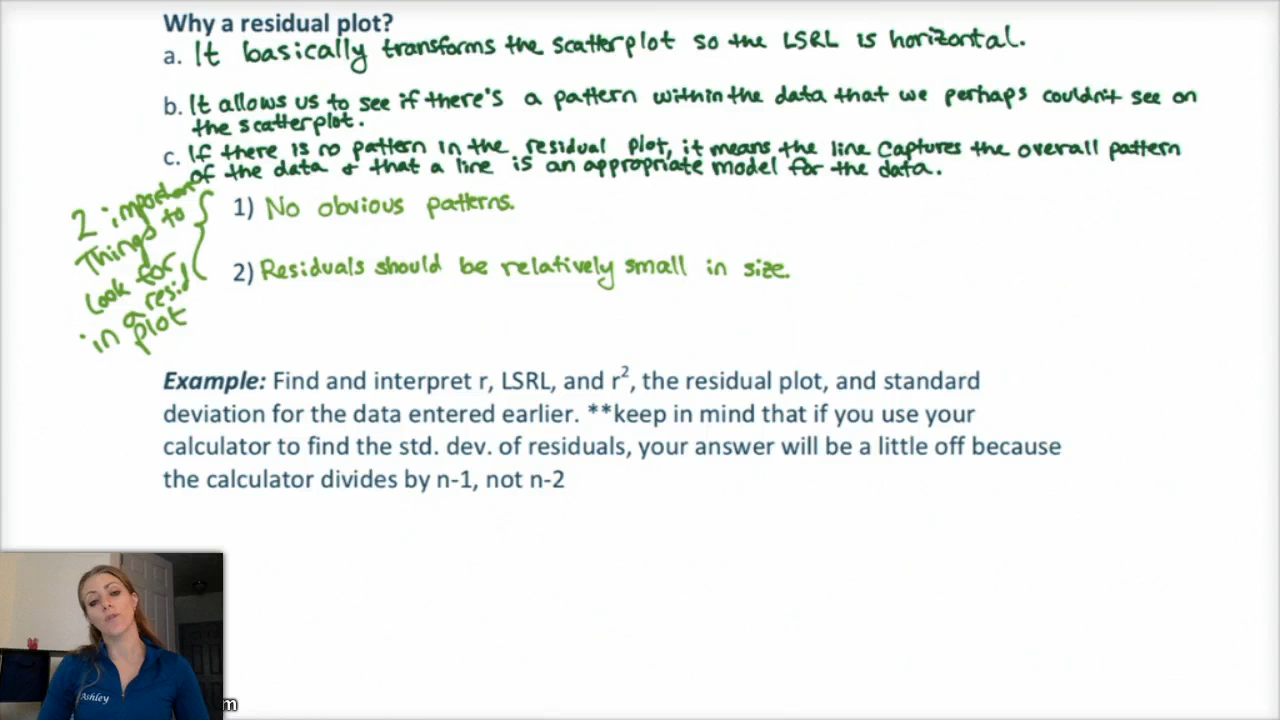 Why a residual plot?
a. It basically transforms the scatterplot so the LSRL is horizontal.
b. It allows us to see if there's a pattern within the data that we perhaps couldn't see on
the scatterplot.
c. If there is no pattern in the residual plot, it means the line captures the overall pattern
of the data & that a line is an appropriate model for the data.
2 important
things to
look for
a resid
in plot
1) No obvious patterns.
2) Residuals should be relatively small in size.
Example: Find and interpret r, LSRL, and r², the residual plot, and standard
deviation for the data entered earlier. **keep in mind that if you use your
calculator to find the std. dev. of residuals, your answer will be a little off because
the calculator divides by n-1, not n-2
Ashley
m